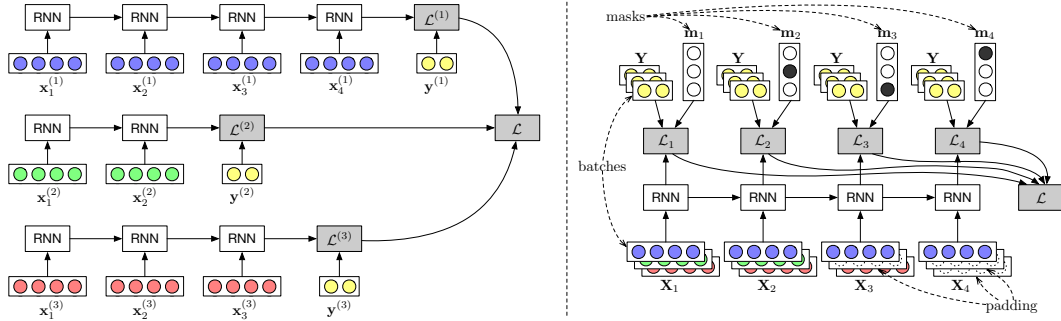 RNN RNN RNN RNN ℒ⁽¹⁾
x₁⁽¹⁾ x₂⁽¹⁾ x₃⁽¹⁾ x₄⁽¹⁾ y⁽¹⁾
RNN RNN ℒ⁽²⁾ ℒ
x₁⁽²⁾ x₂⁽²⁾ y⁽²⁾
RNN RNN RNN ℒ⁽³⁾
x₁⁽³⁾ x₂⁽³⁾ x₃⁽³⁾ y⁽³⁾
masks
m₁ m₂ m₃ m₄
Y Y Y Y
ℒ₁ ℒ₂ ℒ₃ ℒ₄
batches
RNN RNN RNN RNN ℒ
X₁ X₂ X₃ X₄
padding